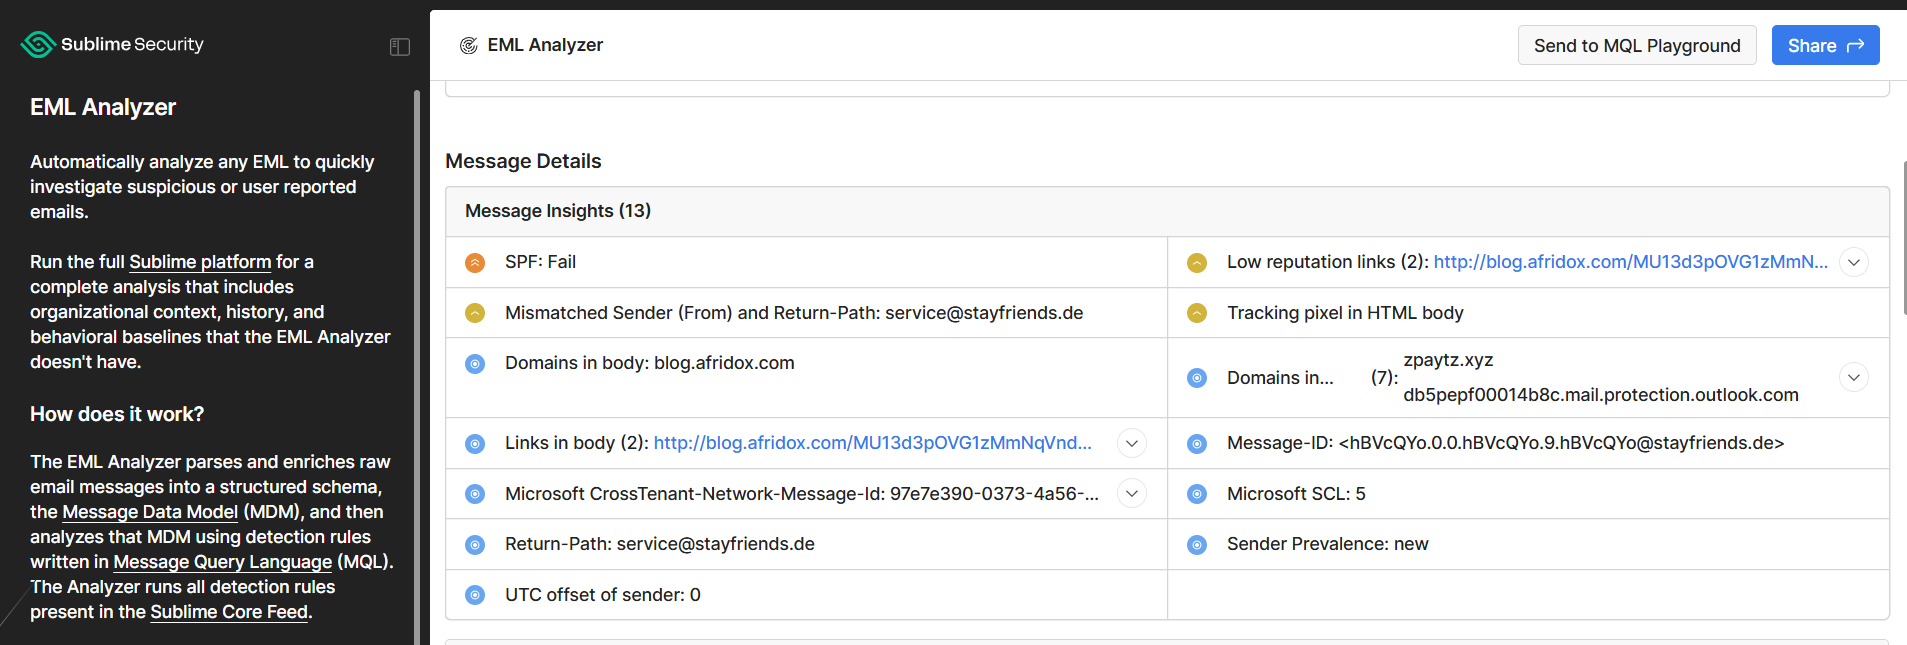 Sublime Security
EML Analyzer
Automatically analyze any EML to quickly
investigate suspicious or user reported
emails.
Run the full Sublime platform for a
complete analysis that includes
organizational context, history, and
behavioral baselines that the EML Analyzer
doesn't have.
How does it work?
The EML Analyzer parses and enriches raw
email messages into a structured schema,
the Message Data Model (MDM), and then
analyzes that MDM using detection rules
written in Message Query Language (MQL).
The Analyzer runs all detection rules
present in the Sublime Core Feed.
EML Analyzer
Send to MQL Playground
Share
Message Details
Message Insights (13)
SPF: Fail
Low reputation links (2): http://blog.afridox.com/MU13d3pOVG1zMmN...
Mismatched Sender (From) and Return-Path: service@stayfriends.de
Tracking pixel in HTML body
Domains in body: blog.afridox.com
Domains in... (7): zpaytz.xyz
db5pepf00014b8c.mail.protection.outlook.com
Links in body (2): http://blog.afridox.com/MU13d3pOVG1zMmNqVnd...
Message-ID: <hBVcQYo.0.0.hBVcQYo.9.hBVcQYo@stayfriends.de>
Microsoft CrossTenant-Network-Message-Id: 97e7e390-0373-4a56-...
Microsoft SCL: 5
Return-Path: service@stayfriends.de
Sender Prevalence: new
UTC offset of sender: 0